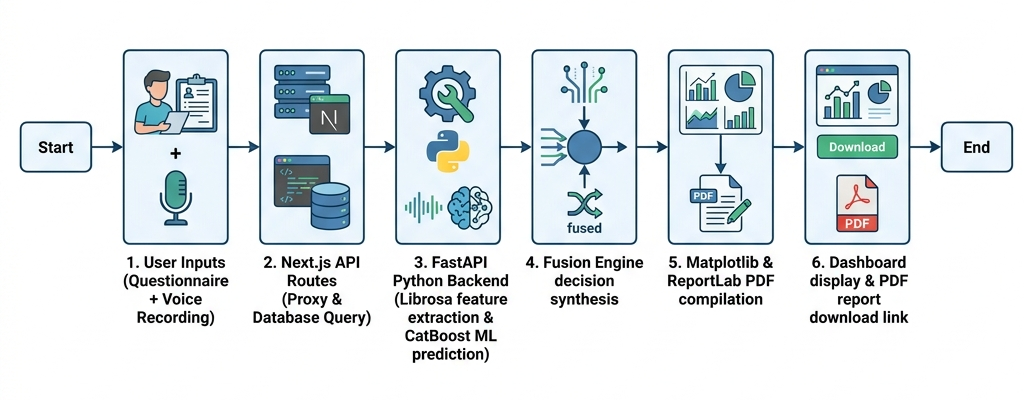 Start
+
N
</>
</>
fused
PDF
Download
PDF
End
1. User Inputs
(Questionnaire
+ Voice
Recording)
2. Next.js API
Routes
(Proxy &
Database Query)
3. FastAPI
Python Backend
(Librosa feature
extraction &
CatBoost ML
prediction)
4. Fusion Engine
decision
synthesis
5. Matplotlib &
ReportLab PDF
compilation
6. Dashboard
display & PDF
report
download link